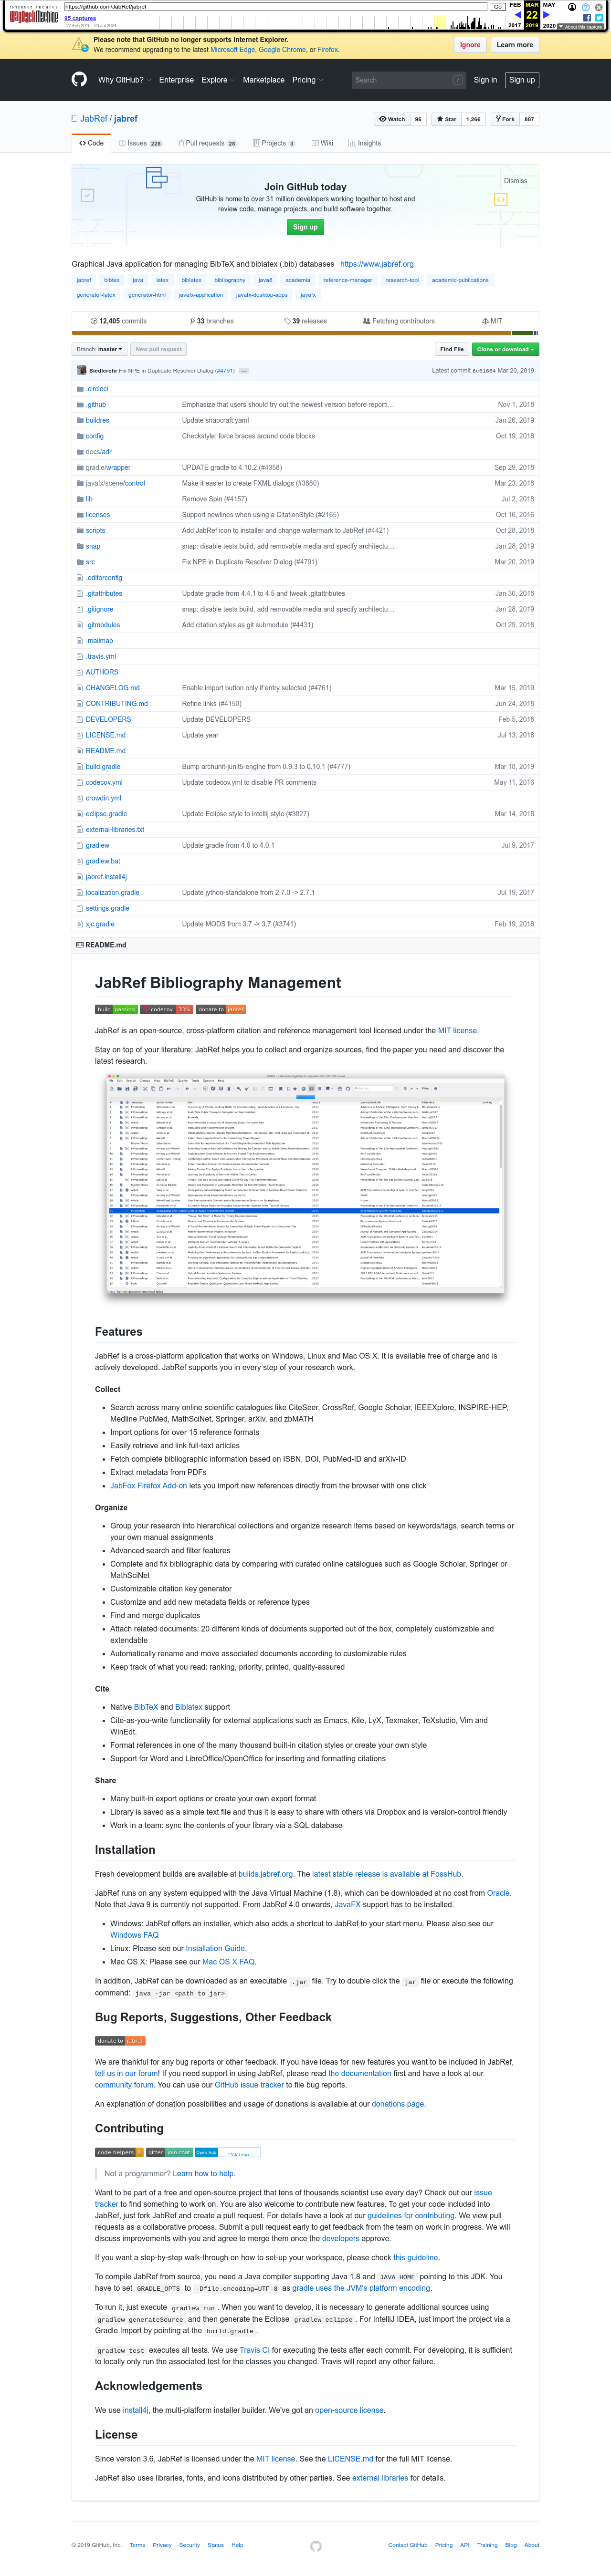 INTERNET ARCHIVE
WayBackMachine
https://github.com/JabRef/jabref
Go
FEB MAR MAY
95 captures
22
27 Feb 2015 - 23 Jul 2024
2017 2019 2020
About this capture
Please note that GitHub no longer supports Internet Explorer.
We recommend upgrading to the latest Microsoft Edge, Google Chrome, or Firefox.
Ignore Learn more
Why GitHub? Enterprise Explore Marketplace Pricing Search / Sign in Sign up
JabRef / jabref
Watch 96 Star 1,266 Fork 887
Code Issues 228 Pull requests 28 Projects 3 Wiki Insights
Dismiss
Join GitHub today
GitHub is home to over 31 million developers working together to host and
review code, manage projects, and build software together.
Sign up
Graphical Java application for managing BibTeX and biblatex (.bib) databases https://www.jabref.org
jabref bibtex java latex biblatex bibliography java8 academia reference-manager research-tool academic-publications
generator-latex generator-html javafx-application javafx-desktop-apps javafx
12,405 commits 33 branches 39 releases Fetching contributors MIT
Branch: master New pull request Find File Clone or download
Siedlerchr Fix NPE in Duplicate Resolver Dialog (#4791) Latest commit Mar 20, 2019
.circleci
.github Emphasize that users should try out the newest version before reporti… Nov 1, 2018
buildres Update snapcraft.yaml Jan 26, 2019
config Checkstyle: force braces around code blocks Oct 19, 2018
docs/adr
gradle/wrapper UPDATE gradle to 4.10.2 (#4358) Sep 29, 2018
javafx/scene/control Make it easier to create FXML dialogs (#3880) Mar 23, 2018
lib Remove Spin (#4157) Jul 2, 2018
licenses Support newlines when using a CitationStyle (#2165) Oct 16, 2016
scripts Add JabRef icon to installer and change watermark to JabRef (#4421) Oct 28, 2018
snap snap: disable tests build, add removable media and specify architectu… Jan 28, 2019
src Fix NPE in Duplicate Resolver Dialog (#4791) Mar 20, 2019
.editorconfig
.gitattributes Update gradle from 4.4.1 to 4.5 and tweak .gitattributes Jan 30, 2018
.gitignore snap: disable tests build, add removable media and specify architectu… Jan 28, 2019
.gitmodules Add citation styles as git submodule (#4431) Oct 29, 2018
.mailmap
.travis.yml
AUTHORS
CHANGELOG.md Enable import button only if entry selected (#4761) Mar 15, 2019
CONTRIBUTING.md Refine links (#4150) Jun 24, 2018
DEVELOPERS Update DEVELOPERS Feb 5, 2018
LICENSE.md Update year Jul 13, 2018
README.md
build.gradle Bump archunit-junit5-engine from 0.9.3 to 0.10.1 (#4777) Mar 18, 2019
codecov.yml Update codecov.yml to disable PR comments May 11, 2016
crowdin.yml
eclipse.gradle Update Eclipse style to intellij style (#3827) Mar 14, 2018
external-libraries.txt
gradlew Update gradle from 4.0 to 4.0.1 Jul 9, 2017
gradlew.bat
jabref.install4j
localization.gradle Update jython-standalone from 2.7.0 -> 2.7.1 Jul 19, 2017
settings.gradle
xjc.gradle Update MODS from 3.7 -> 3.7 (#3741) Feb 19, 2018
README.md
JabRef Bibliography Management
build passing codecov 33% donate to jabref
JabRef is an open-source, cross-platform citation and reference management tool licensed under the MIT license.
Stay on top of your literature: JabRef helps you to collect and organize sources, find the paper you need and discover the
latest research.
Features
JabRef is a cross-platform application that works on Windows, Linux and Mac OS X. It is available free of charge and is
actively developed. JabRef supports you in every step of your research work.
Collect
Search across many online scientific catalogues like CiteSeer, CrossRef, Google Scholar, IEEEXplore, INSPIRE-HEP,
Medline PubMed, MathSciNet, Springer, arXiv, and zbMATH
Import options for over 15 reference formats
Easily retrieve and link full-text articles
Fetch complete bibliographic information based on ISBN, DOI, PubMed-ID and arXiv-ID
Extract metadata from PDFs
JabFox Firefox Add-on lets you import new references directly from the browser with one click
Organize
Group your research into hierarchical collections and organize research items based on keywords/tags, search terms or
your own manual assignments
Advanced search and filter features
Complete and fix bibliographic data by comparing with curated online catalogues such as Google Scholar, Springer or
MathSciNet
Customizable citation key generator
Customize and add new metadata fields or reference types
Find and merge duplicates
Attach related documents: 20 different kinds of documents supported out of the box, completely customizable and
extendable
Automatically rename and move associated documents according to customizable rules
Keep track of what you read: ranking, priority, printed, quality-assured
Cite
Native BibTeX and Biblatex support
Cite-as-you-write functionality for external applications such as Emacs, Kile, LyX, Texmaker, TeXstudio, Vim and
WinEdt.
Format references in one of the many thousand built-in citation styles or create your own style
Support for Word and LibreOffice/OpenOffice for inserting and formatting citations
Share
Many built-in export options or create your own export format
Library is saved as a simple text file and thus it is easy to share with others via Dropbox and is version-control friendly
Work in a team: sync the contents of your library via a SQL database
Installation
Fresh development builds are available at builds.jabref.org. The latest stable release is available at FossHub.
JabRef runs on any system equipped with the Java Virtual Machine (1.8), which can be downloaded at no cost from Oracle.
Note that Java 9 is currently not supported. From JabRef 4.0 onwards, JavaFX support has to be installed.
Windows: JabRef offers an installer, which also adds a shortcut to JabRef to your start menu. Please also see our
Windows FAQ
Linux: Please see our Installation Guide.
Mac OS X: Please see our Mac OS X FAQ.
In addition, JabRef can be downloaded as an executable .jar file. Try to double click the jar file or execute the following
command: java -jar <path to jar>
Bug Reports, Suggestions, Other Feedback
donate to jabref
We are thankful for any bug reports or other feedback. If you have ideas for new features you want to be included in JabRef,
tell us in our forum! If you need support in using JabRef, please read the documentation first and have a look at our
community forum. You can use our GitHub issue tracker to file bug reports.
An explanation of donation possibilities and usage of donations is available at our donations page.
Contributing
code helpers gitter join chat Open Hub
Not a programmer? Learn how to help.
Want to be part of a free and open-source project that tens of thousands scientist use every day? Check out our issue
tracker to find something to work on. You are also welcome to contribute new features. To get your code included into
JabRef, just fork JabRef and create a pull request. For details have a look at our guidelines for contributing. We view pull
requests as a collaborative process. Submit a pull request early to get feedback from the team on work in progress. We will
discuss improvements with you and agree to merge them once the developers approve.
If you want a step-by-step walk-through on how to set-up your workspace, please check this guideline.
To compile JabRef from source, you need a Java compiler supporting Java 1.8 and JAVA_HOME pointing to this JDK. You
have to set GRADLE_OPTS to -Dfile.encoding=UTF-8 as gradle uses the JVM's platform encoding.
To run it, just execute gradlew run . When you want to develop, it is necessary to generate additional sources using
gradlew generateSource and then generate the Eclipse gradlew eclipse . For IntelliJ IDEA, just import the project via a
Gradle Import by pointing at the build.gradle .
gradlew test executes all tests. We use Travis CI for executing the tests after each commit. For developing, it is sufficient
to locally only run the associated test for the classes you changed. Travis will report any other failure.
Acknowledgements
We use install4j, the multi-platform installer builder. We've got an open-source license.
License
Since version 3.6, JabRef is licensed under the MIT license. See the LICENSE.md for the full MIT license.
JabRef also uses libraries, fonts, and icons distributed by other parties. See external libraries for details.
© 2019 GitHub, Inc. Terms Privacy Security Status Help Contact GitHub Pricing API Training Blog About